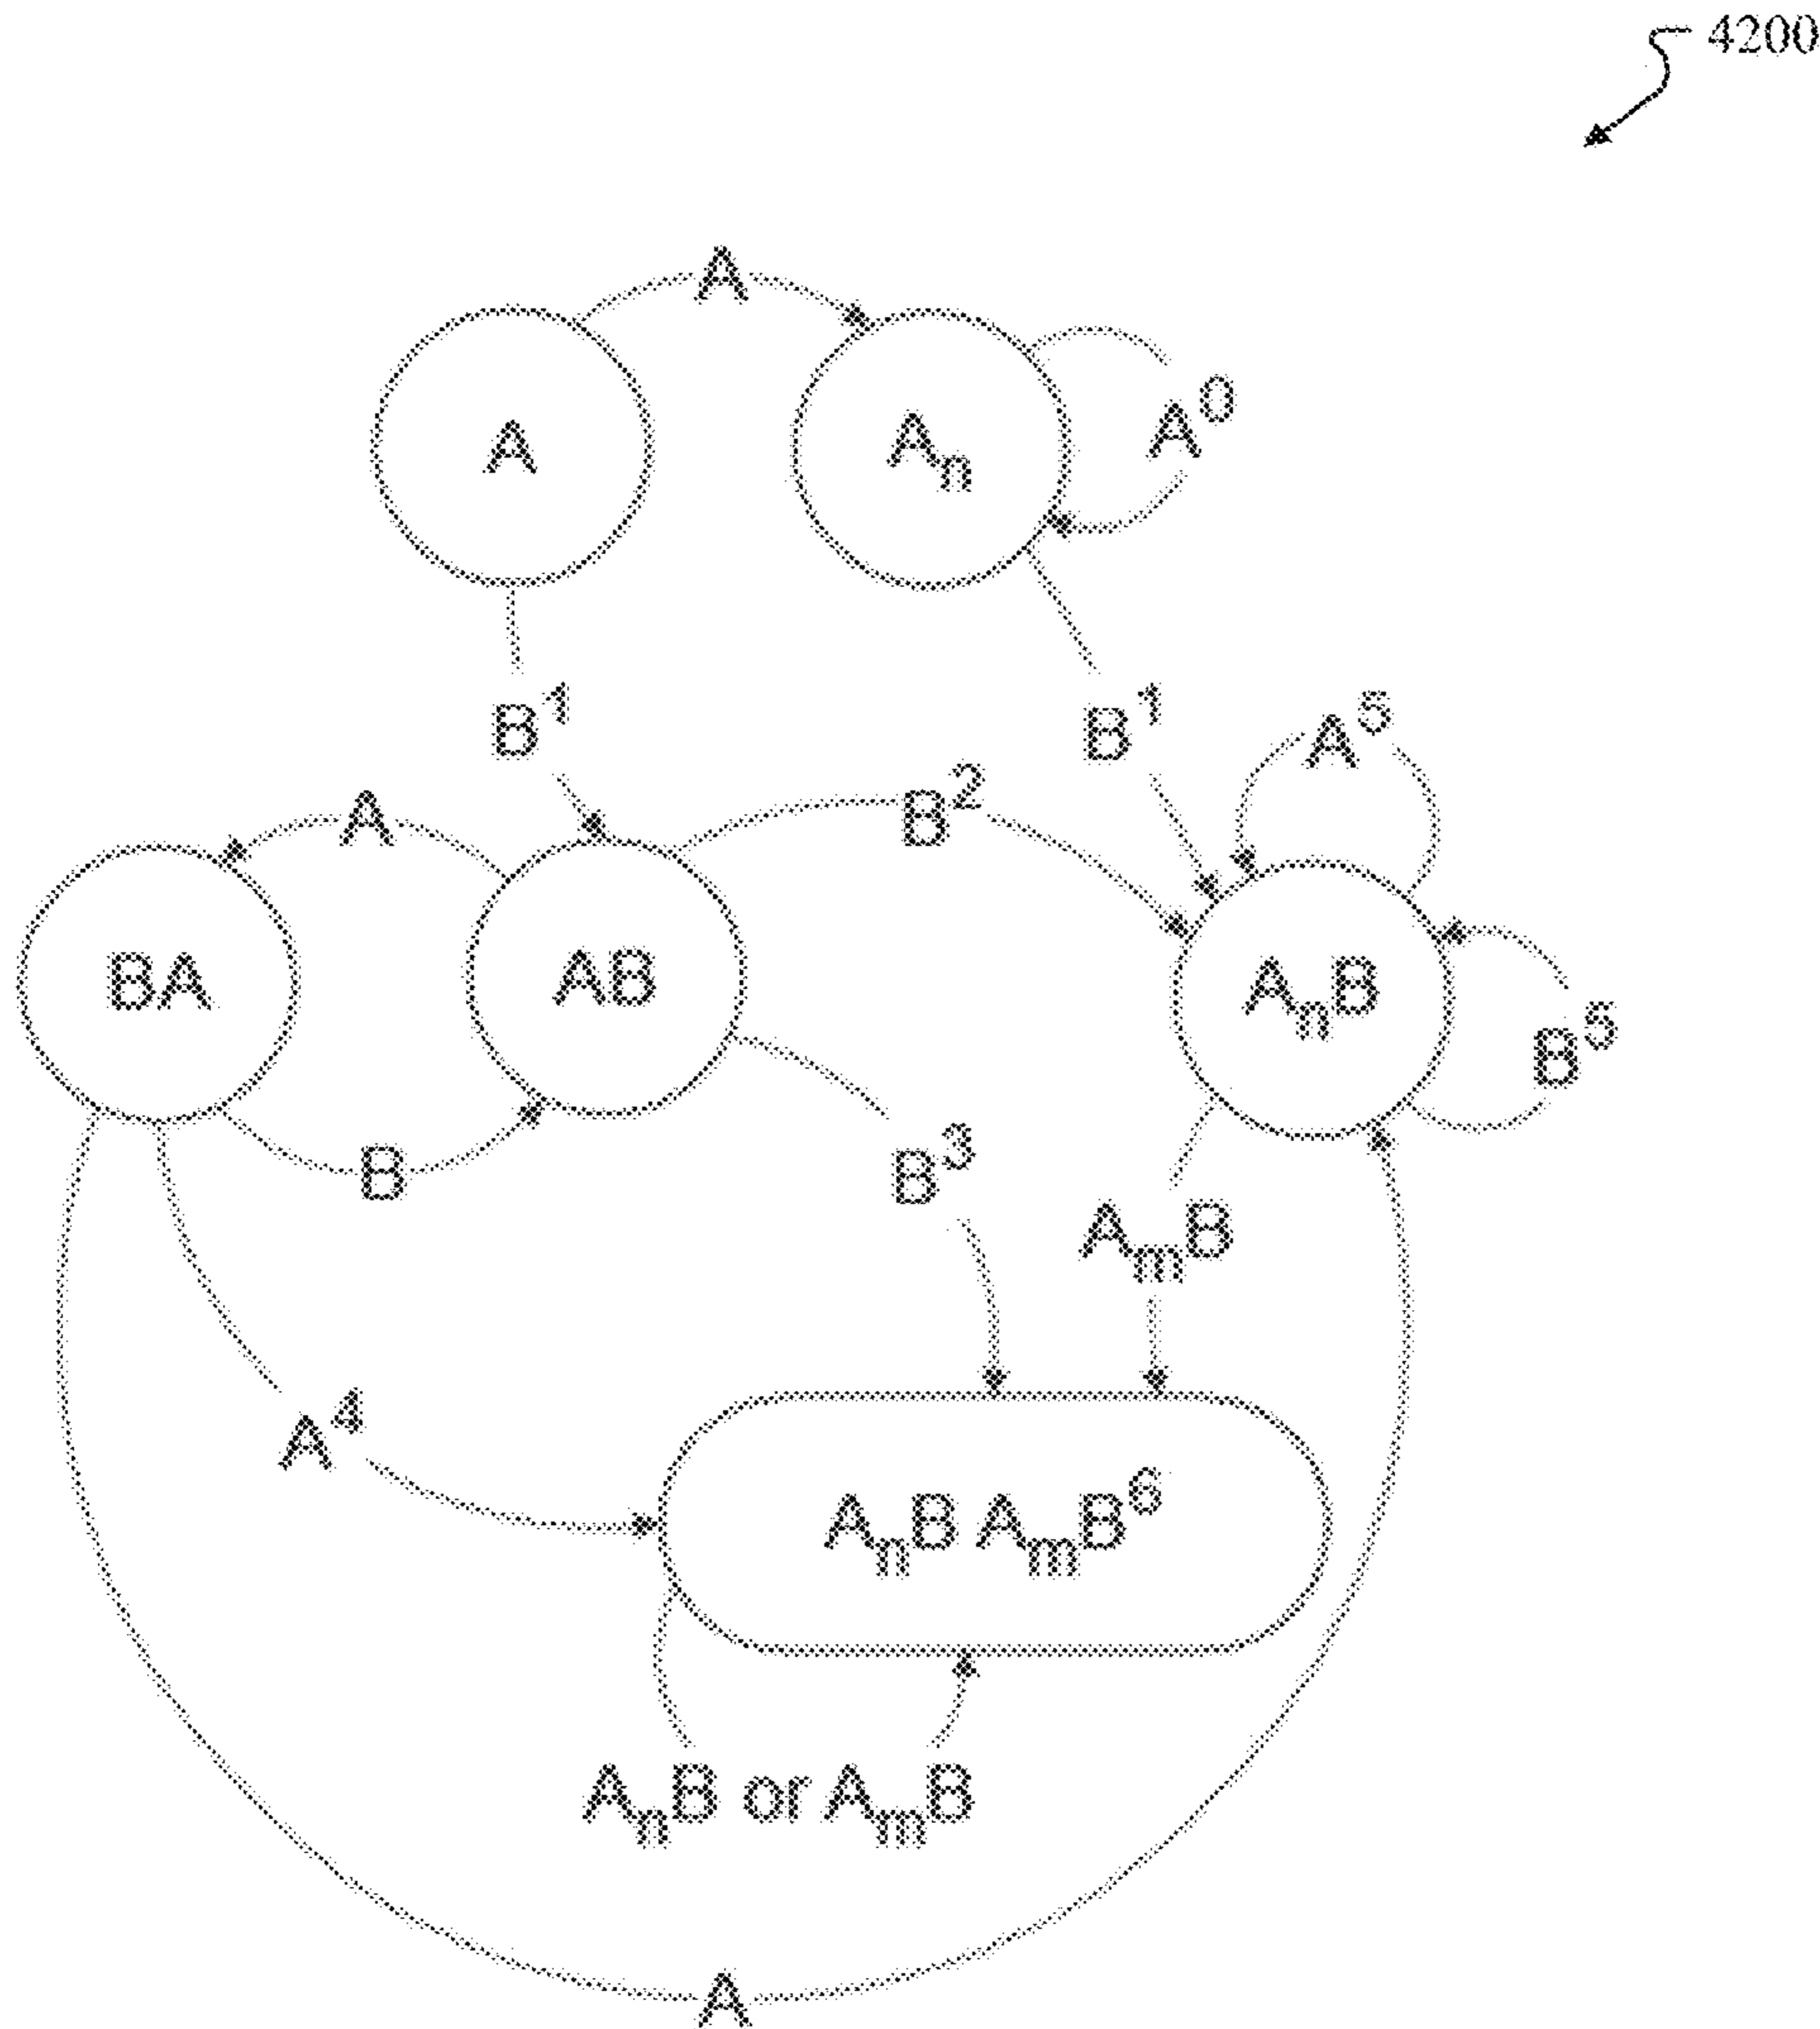 4200
A
A
Aₙ
A⁰
B¹
B¹
A⁵
A
B²
BA
AB
AₙB
B⁵
B
B³
AₘB
A⁴
AₙB AₘB⁶
AₙB or AₘB
A